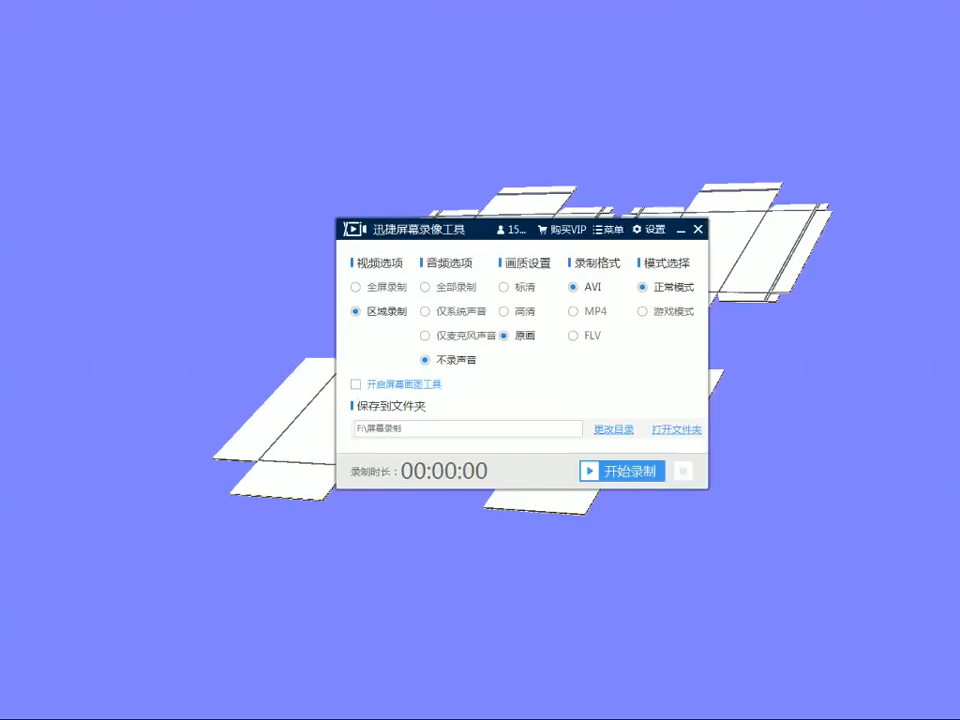 迅捷屏幕录像工具 15... 购买VIP 菜单 设置
视频选项 音频选项 画质设置 录制格式 模式选择
全屏录制 全部录制 标清 AVI 正常模式
区域录制 仅系统声音 高清 MP4 游戏模式
仅麦克风声音 原画 FLV
不录声音
开启屏幕画图工具
保存到文件夹
F:\屏幕录制 更改目录 打开文件夹
录制时长：00:00:00 开始录制